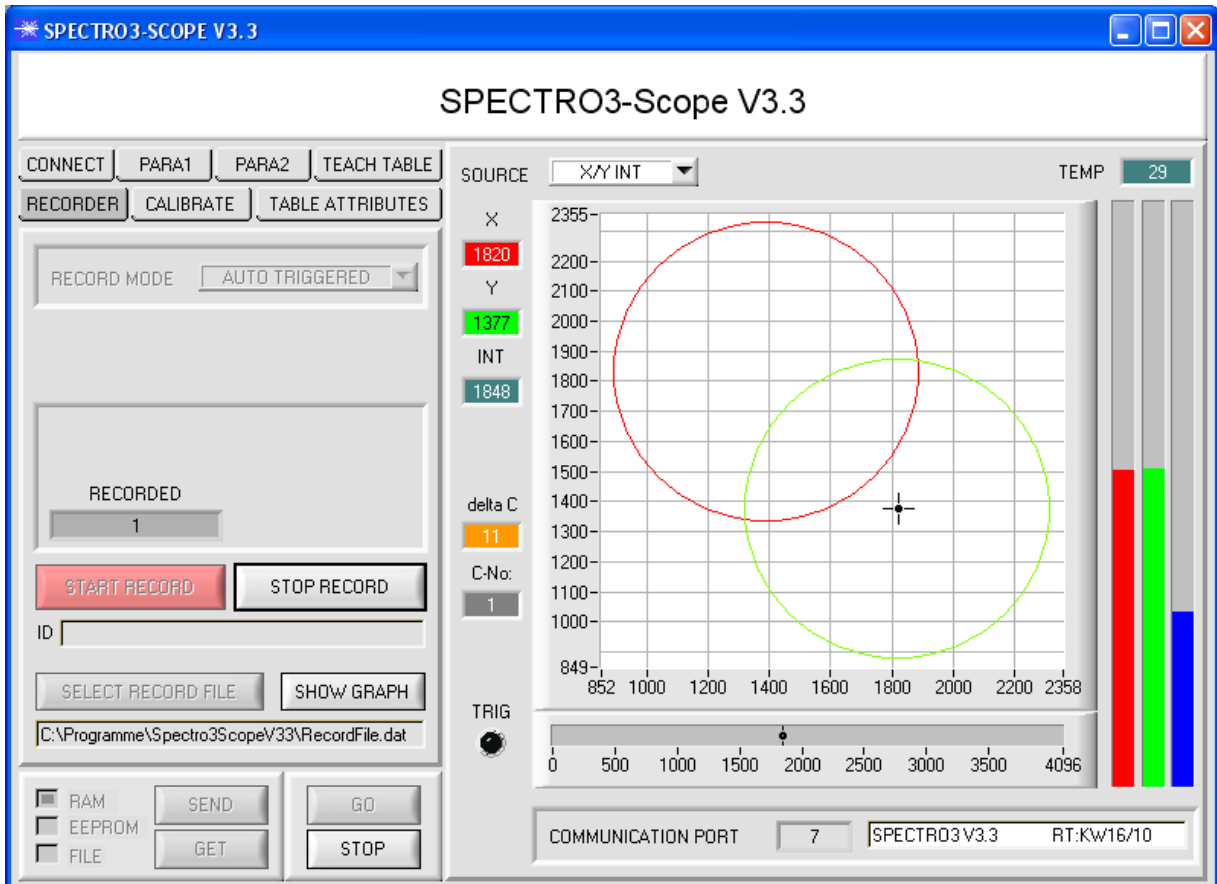 SPECTRO3-SCOPE V3.3
SPECTRO3-Scope V3.3
CONNECT PARA1 PARA2 TEACH TABLE
RECORDER CALIBRATE TABLE ATTRIBUTES
RECORD MODE AUTO TRIGGERED
RECORDED
1
START RECORD STOP RECORD
ID
SELECT RECORD FILE SHOW GRAPH
C:\Programme\Spectro3ScopeV33\RecordFile.dat
RAM
EEPROM
FILE
SEND
GET
GO
STOP
SOURCE X/Y INT
TEMP 29
X
1820
Y
1377
INT
1848
delta C
11
C-No:
1
TRIG
2355
2200
2100
2000
1900
1800
1700
1600
1500
1400
1300
1200
1100
1000
849
852 1000 1200 1400 1600 1800 2000 2200 2358
0 500 1000 1500 2000 2500 3000 3500 4096
COMMUNICATION PORT 7 SPECTRO3 V3.3 RT:KW16/10